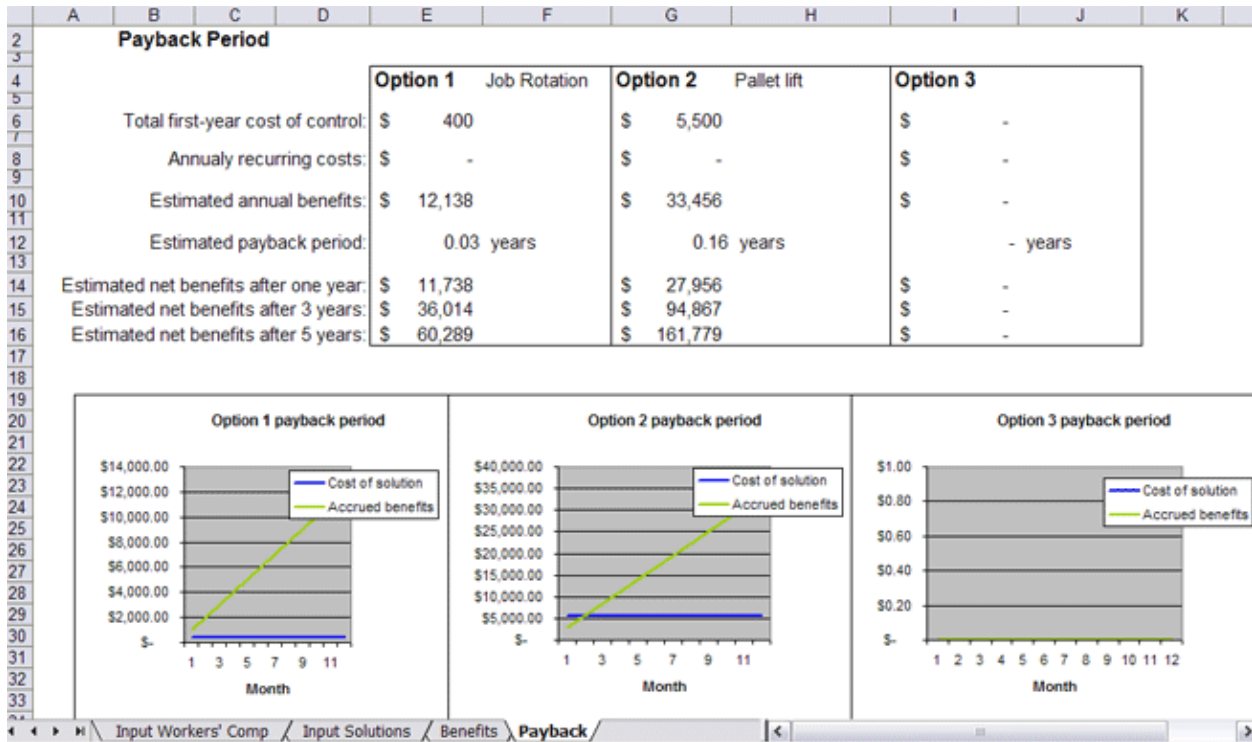 A B C D E F G H I J K
2 Payback Period
3
4 Option 1 Job Rotation Option 2 Pallet lift Option 3
5
6 Total first-year cost of control: $ 400 $ 5,500 $ -
7
8 Annualy recurring costs: $ - $ - $ -
9
10 Estimated annual benefits: $ 12,138 $ 33,456 $ -
11
12 Estimated payback period: 0.03 years 0.16 years - years
13
14 Estimated net benefits after one year: $ 11,738 $ 27,956 $ -
15 Estimated net benefits after 3 years: $ 36,014 $ 94,867 $ -
16 Estimated net benefits after 5 years: $ 60,289 $ 161,779 $ -
17
18
19
20
21
22
23
24
25
26
27
28
29
30
31
32
33
Option 1 payback period
$14,000.00
$12,000.00
$10,000.00
$8,000.00
$6,000.00
$4,000.00
$2,000.00
$-
Cost of solution
Accrued benefits
1 3 5 7 9 11
Month
Option 2 payback period
$40,000.00
$35,000.00
$30,000.00
$25,000.00
$20,000.00
$15,000.00
$10,000.00
$5,000.00
$-
Cost of solution
Accrued benefits
1 3 5 7 9 11
Month
Option 3 payback period
$1.00
$0.80
$0.60
$0.40
$0.20
$-
Cost of solution
Accrued benefits
1 2 3 4 5 6 7 8 9 10 11 12
Month
Input Workers' Comp Input Solutions Benefits Payback